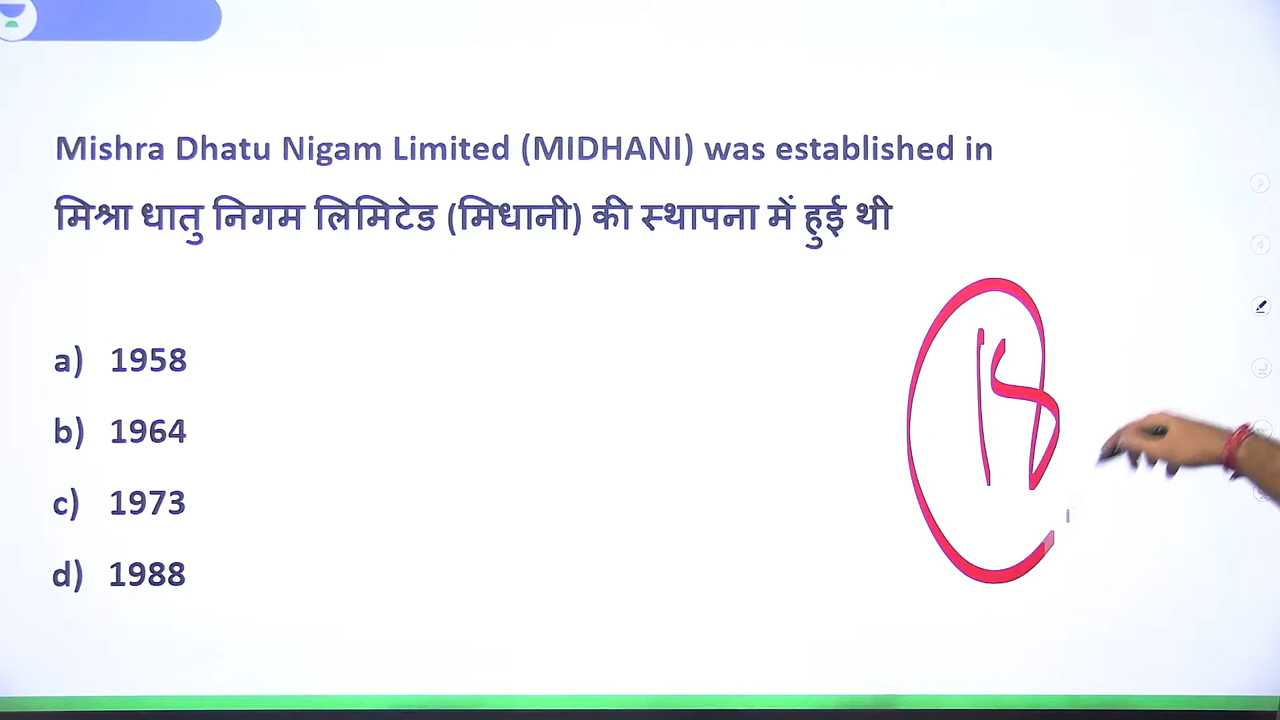 Mishra Dhatu Nigam Limited (MIDHANI) was established in
मिश्रा धातु निगम लिमिटेड (मिधानी) की स्थापना में हुई थी
a) 1958
b) 1964
c) 1973
d) 1988